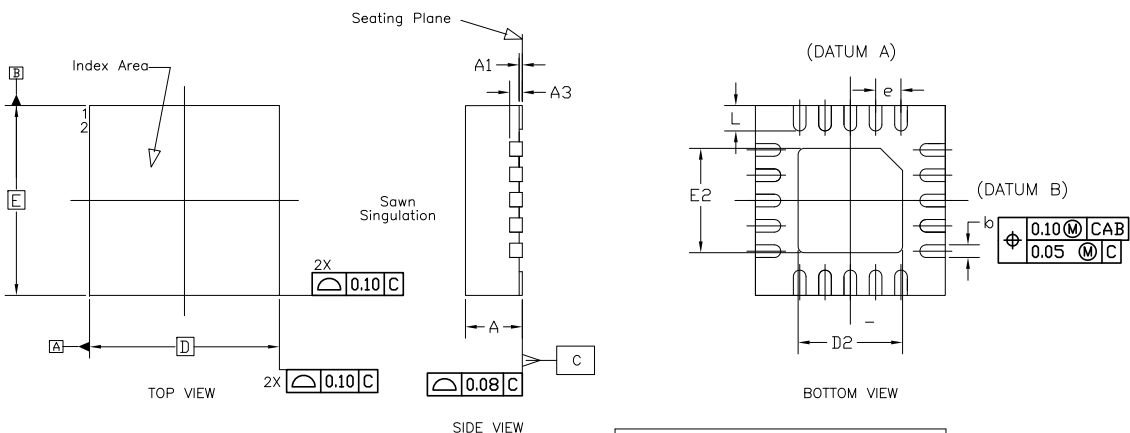 Seating Plane
(DATUM A)
B
Index Area
A1
e
A3
1
2
L
E
Sawn
Singulation
E2
(DATUM B)
b
0.10 Ⓜ CAB
0.05 Ⓜ C
2X
0.10 C
A
A
D
D2
C
2X 0.10 C
0.08 C
TOP VIEW
BOTTOM VIEW
SIDE VIEW